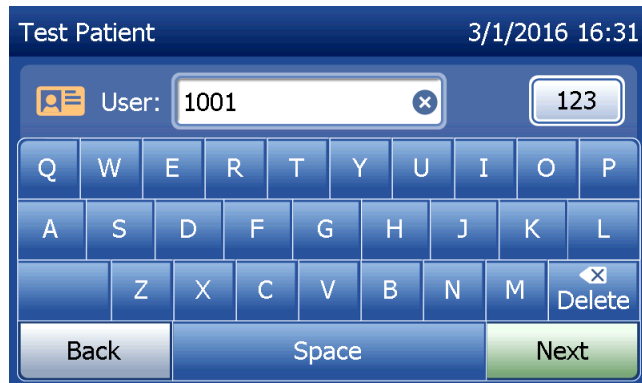 Test Patient 3/1/2016 16:31
User: 1001 123
Q W E R T Y U I O P
A S D F G H J K L
Z X C V B N M Delete
Back Space Next